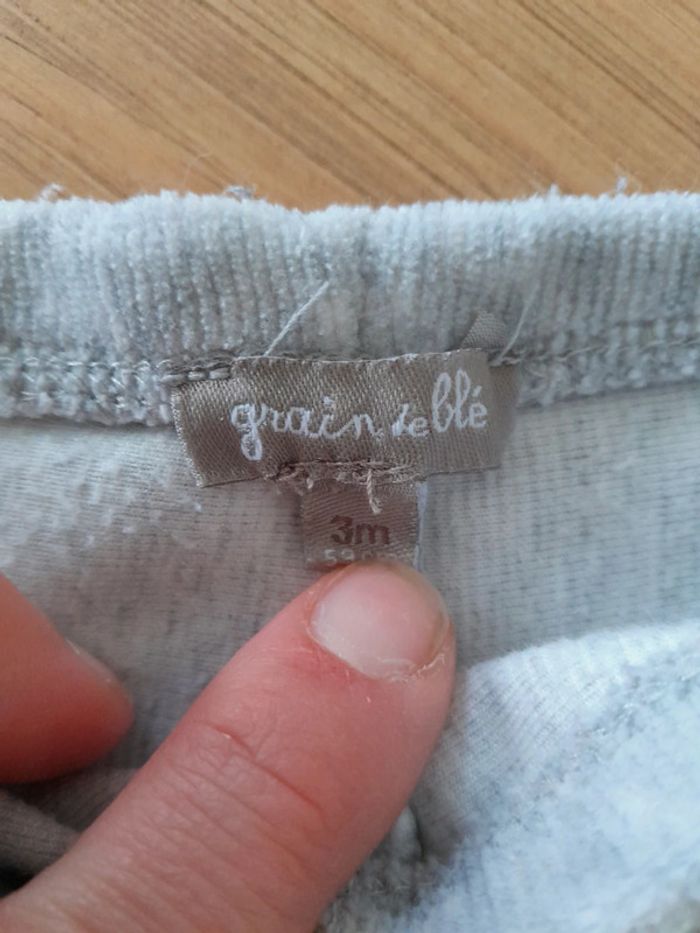 grain de blé
3m